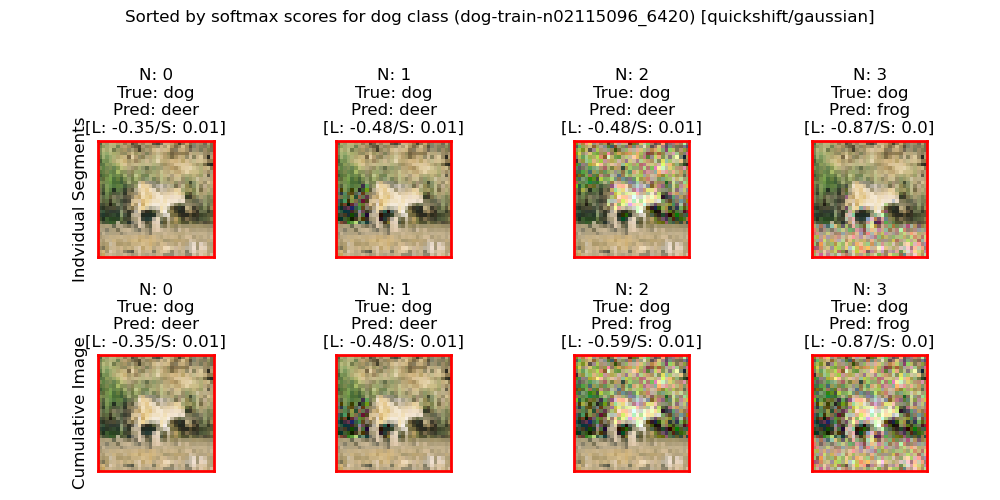 Sorted by softmax scores for dog class (dog-train-n02115096_6420) [quickshift/gaussian]
Indvidual Segments
N: 0
True: dog
Pred: deer
[L: -0.35/S: 0.01]
N: 1
True: dog
Pred: deer
[L: -0.48/S: 0.01]
N: 2
True: dog
Pred: deer
[L: -0.48/S: 0.01]
N: 3
True: dog
Pred: frog
[L: -0.87/S: 0.0]
Cumulative Image
N: 0
True: dog
Pred: deer
[L: -0.35/S: 0.01]
N: 1
True: dog
Pred: deer
[L: -0.48/S: 0.01]
N: 2
True: dog
Pred: frog
[L: -0.59/S: 0.01]
N: 3
True: dog
Pred: frog
[L: -0.87/S: 0.0]